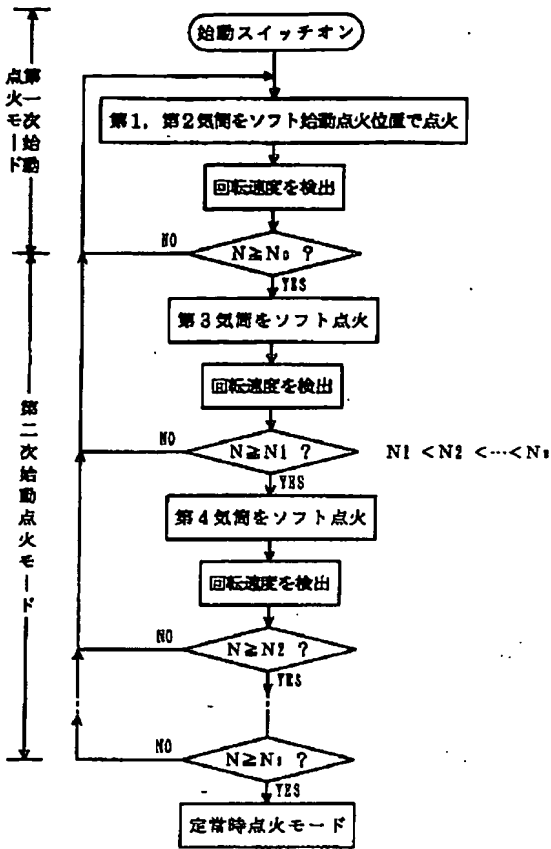 始動スイッチオン
第一次始動
点火モード
第1,第2気筒をソフト始動点火位置で点火
回転速度を検出
NO
N≧N₀ ?
YES
第3気筒をソフト点火
回転速度を検出
第二次始動点火モード
NO
N≧N1 ?
N1 <N2 <…<Nn
YES
第4気筒をソフト点火
回転速度を検出
NO
N≧N2 ?
YES
NO
N≧Nn ?
YES
定常時点火モード